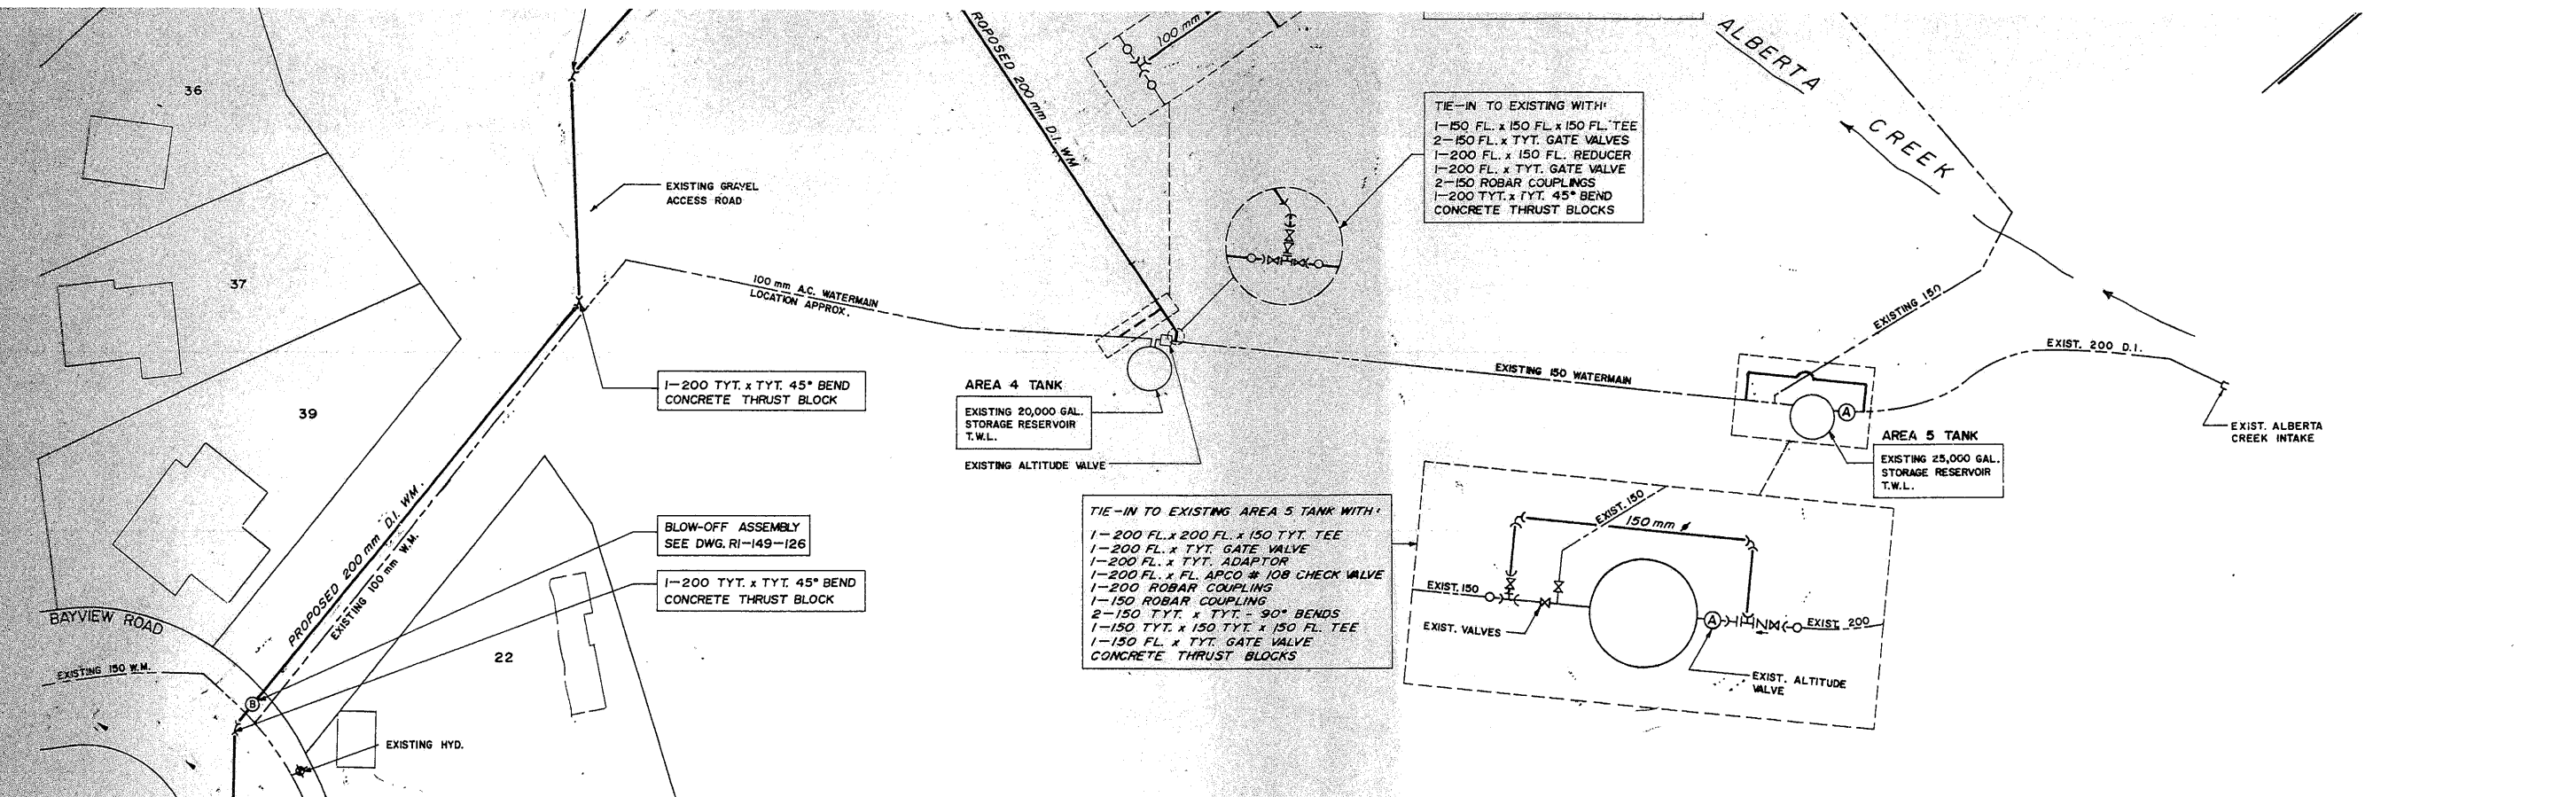 36
37
39
22
ROPOSED 200 mm D.I. WM
100 mm
ALBERTA
CREEK
TIE-IN TO EXISTING WITH:
1-150 FL. x 150 FL. x 150 FL. TEE
2-150 FL. x TYT. GATE VALVES
1-200 FL. x 150 FL. REDUCER
1-200 FL. x TYT. GATE VALVE
2-150 ROBAR COUPLINGS
1-200 TYT. x TYT. 45° BEND
CONCRETE THRUST BLOCKS
EXISTING GRAVEL
ACCESS ROAD
100 mm A.C. WATERMAIN
LOCATION APPROX.
EXISTING 150
EXIST. 200 D.I.
EXISTING 150 WATERMAIN
1-200 TYT. x TYT. 45° BEND
CONCRETE THRUST BLOCK
AREA 4 TANK
EXISTING 20,000 GAL.
STORAGE RESERVOIR
T.W.L.
EXISTING ALTITUDE VALVE
A
AREA 5 TANK
EXISTING 25,000 GAL.
STORAGE RESERVOIR
T.W.L.
EXIST. ALBERTA
CREEK INTAKE
BLOW-OFF ASSEMBLY
SEE DWG. R1-149-126
1-200 TYT. x TYT. 45° BEND
CONCRETE THRUST BLOCK
TIE-IN TO EXISTING AREA 5 TANK WITH:
1-200 FL. x 200 FL. x 150 TYT. TEE
1-200 FL. x TYT. GATE VALVE
1-200 FL. x TYT. ADAPTOR
1-200 FL. x FL. APCO # 108 CHECK VALVE
1-200 ROBAR COUPLING
1-150 ROBAR COUPLING
2-150 TYT. x TYT. - 90° BENDS
1-150 TYT. x 150 TYT. x 150 FL. TEE
1-150 FL. x TYT. GATE VALVE
CONCRETE THRUST BLOCKS
EXIST. 150
150 mm ø
EXIST. 150
EXIST. VALVES
A
EXIST. 200
EXIST. ALTITUDE
VALVE
PROPOSED 200 mm D.I. WM.
EXISTING 100 mm W.M.
BAYVIEW ROAD
EXISTING 150 W.M.
B
EXISTING HYD.